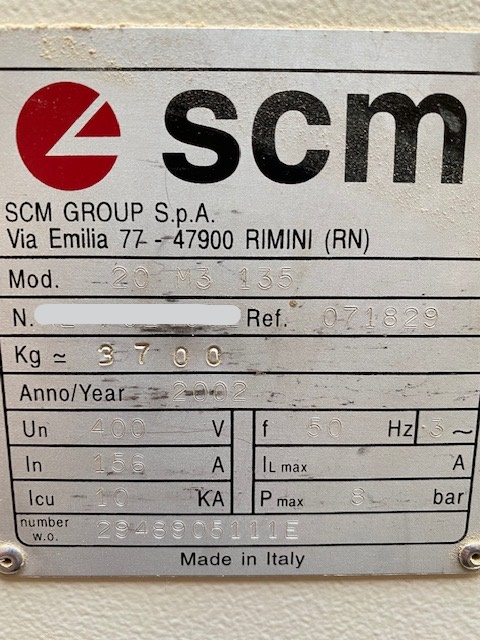 scm
SCM GROUP S.p.A.
Via Emilia 77 - 47900 RIMINI (RN)
Mod. 20 M3 135
N. Ref. 071829
Kg ≃ 3700
Anno/Year 2002
Un 400 V f 50 Hz 3 ~
In 156 A IL max A
Icu 10 KA P max 8 bar
number w.o. 2948905111E
Made in Italy